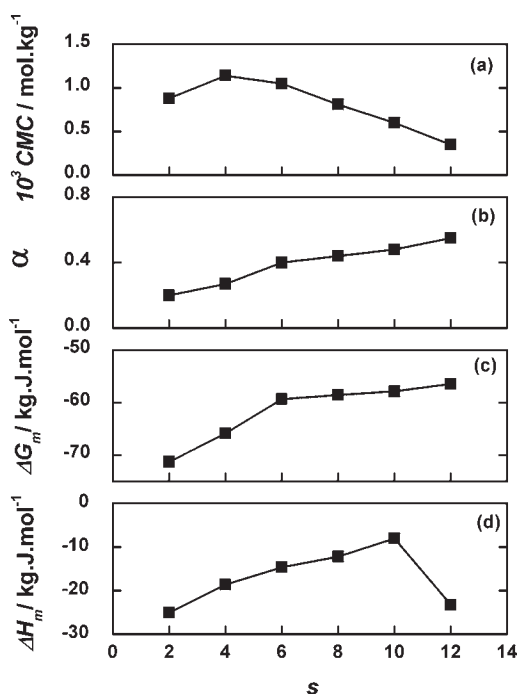 10³ CMC / mol.kg⁻¹
1.5
1.0
0.5
0.0
(a)
α
0.8
0.4
0.0
(b)
ΔGₘ/ kg.J.mol⁻¹
-50
-60
-70
(c)
ΔHₘ/ kg.J.mol⁻¹
0
-10
-20
-30
(d)
0 2 4 6 8 10 12 14
s